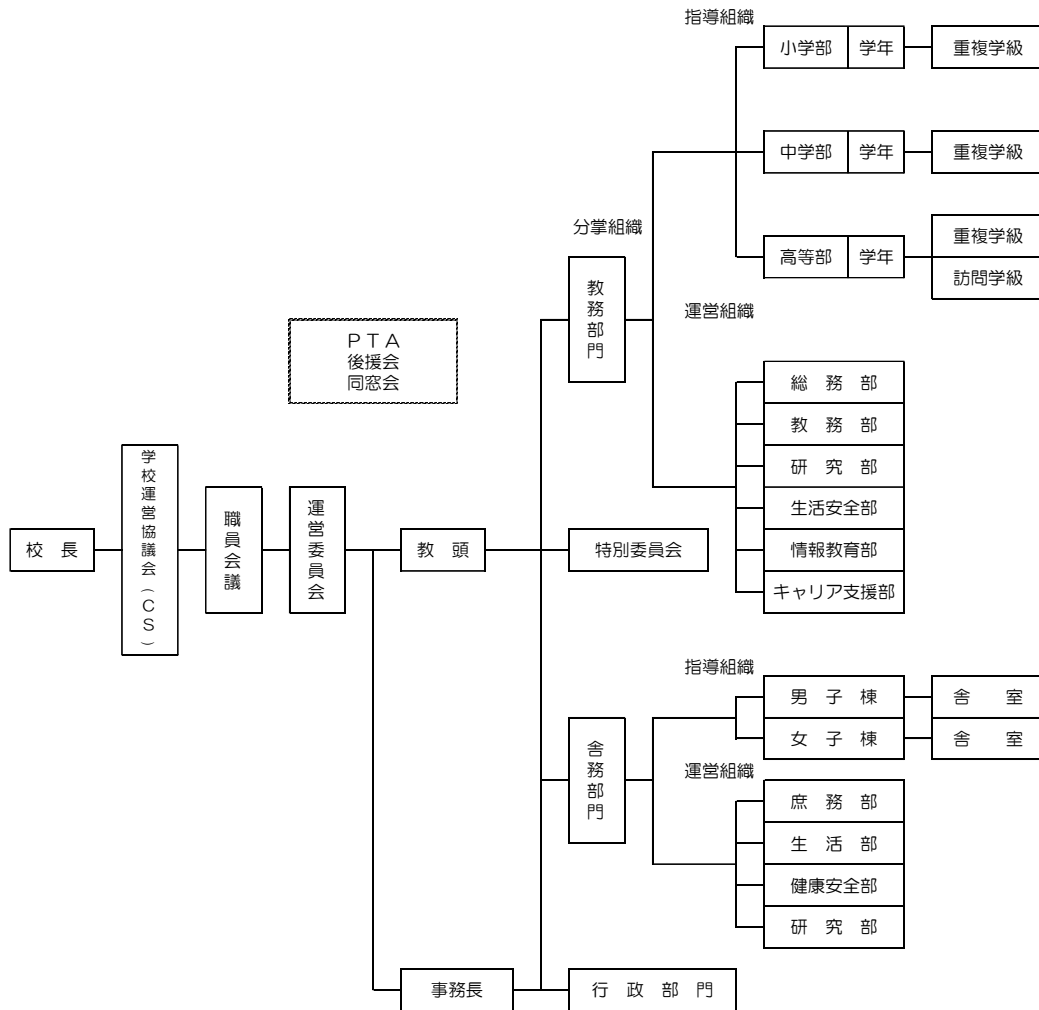 指導組織
小学部 学年 重複学級
中学部 学年 重複学級
分掌組織
高等部 学年 重複学級
訪問学級
教務部門
運営組織
ＰＴＡ
後援会
同窓会
総　務　部
教　務　部
研　究　部
生活安全部
情報教育部
キャリア支援部
校　長
学校運営協議会（ＣＳ）
職員会議
運営委員会
教　頭
特別委員会
指導組織
男　子　棟 舎　　室
女　子　棟 舎　　室
舎務部門
運営組織
庶　務　部
生　活　部
健康安全部
研　究　部
事務長
行　政　部　門